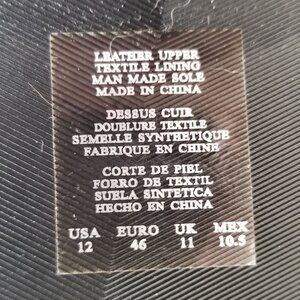 LEATHER UPPER
TEXTILE LINING
MAN MADE SOLE
MADE IN CHINA
DESSUS CUIR
DOUBLURE TEXTILE
SEMELLE SYNTHETIQUE
FABRIQUE EN CHINE
CORTE DE PIEL
FORRO DE TEXTIL
SUELA SINTETICA
HECHO EN CHINA
USA EURO UK MEX
12 46 11 10.5